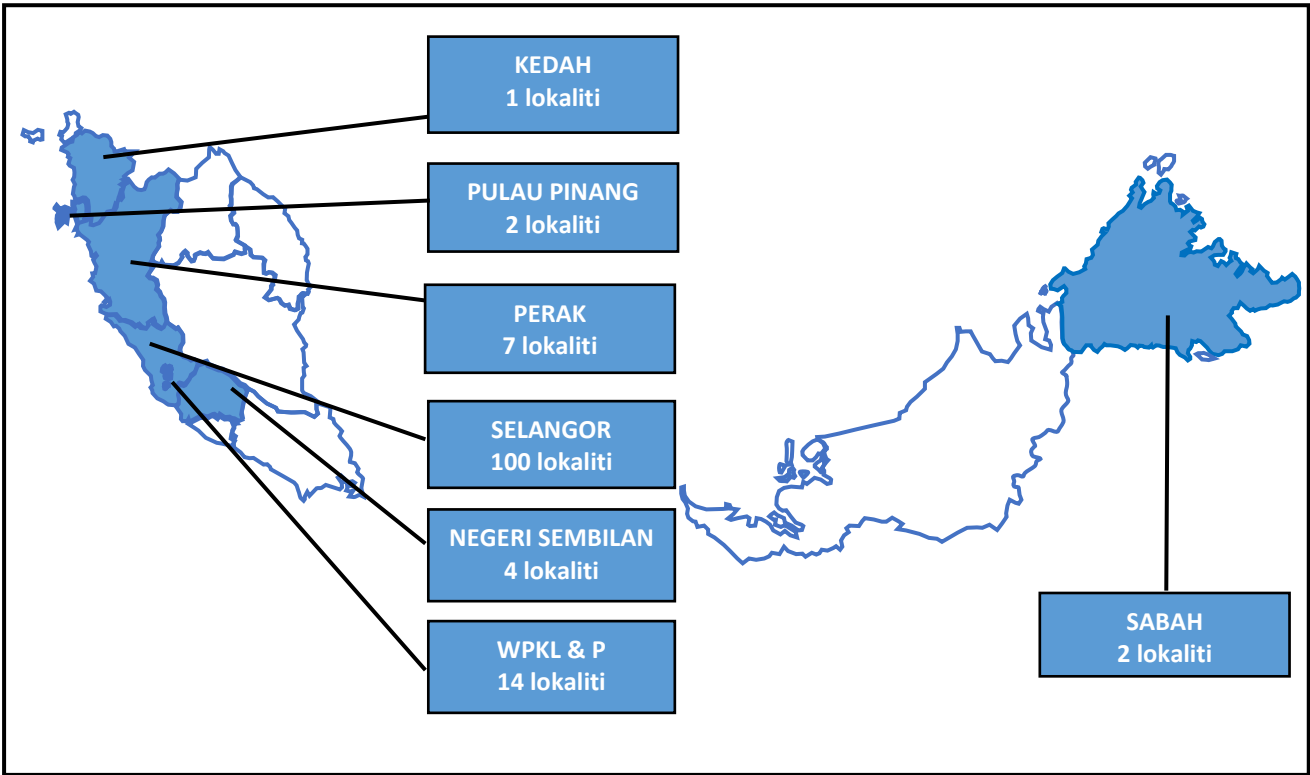 KEDAH
1 lokaliti
PULAU PINANG
2 lokaliti
PERAK
7 lokaliti
SELANGOR
100 lokaliti
NEGERI SEMBILAN
4 lokaliti
WPKL & P
14 lokaliti
SABAH
2 lokaliti